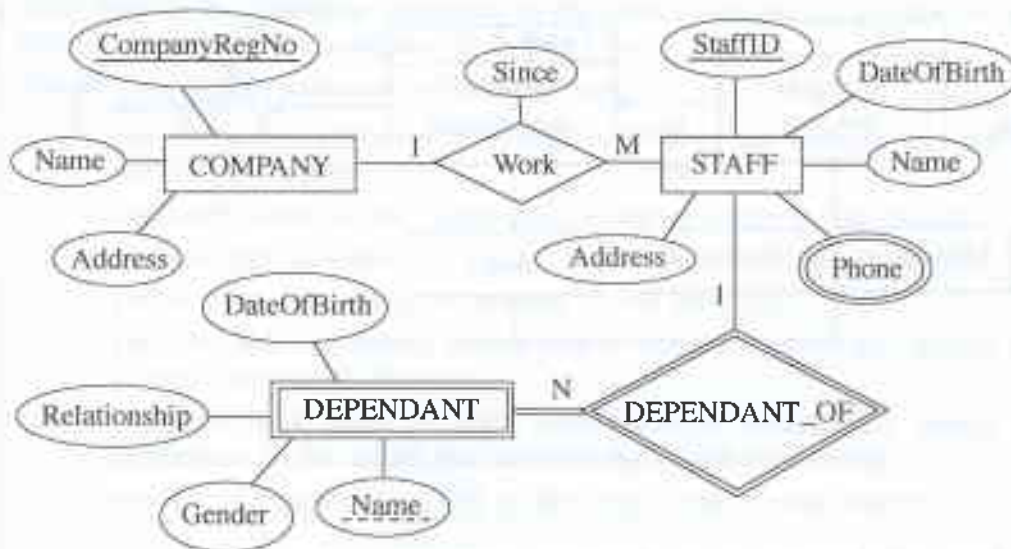 CompanyRegNo
Since
StaffID
DateOfBirth
Name
COMPANY
1
Work
M
STAFF
Name
Address
Address
Phone
DateOfBirth
1
Relationship
DEPENDANT
N
DEPENDANT_OF
Gender
Name